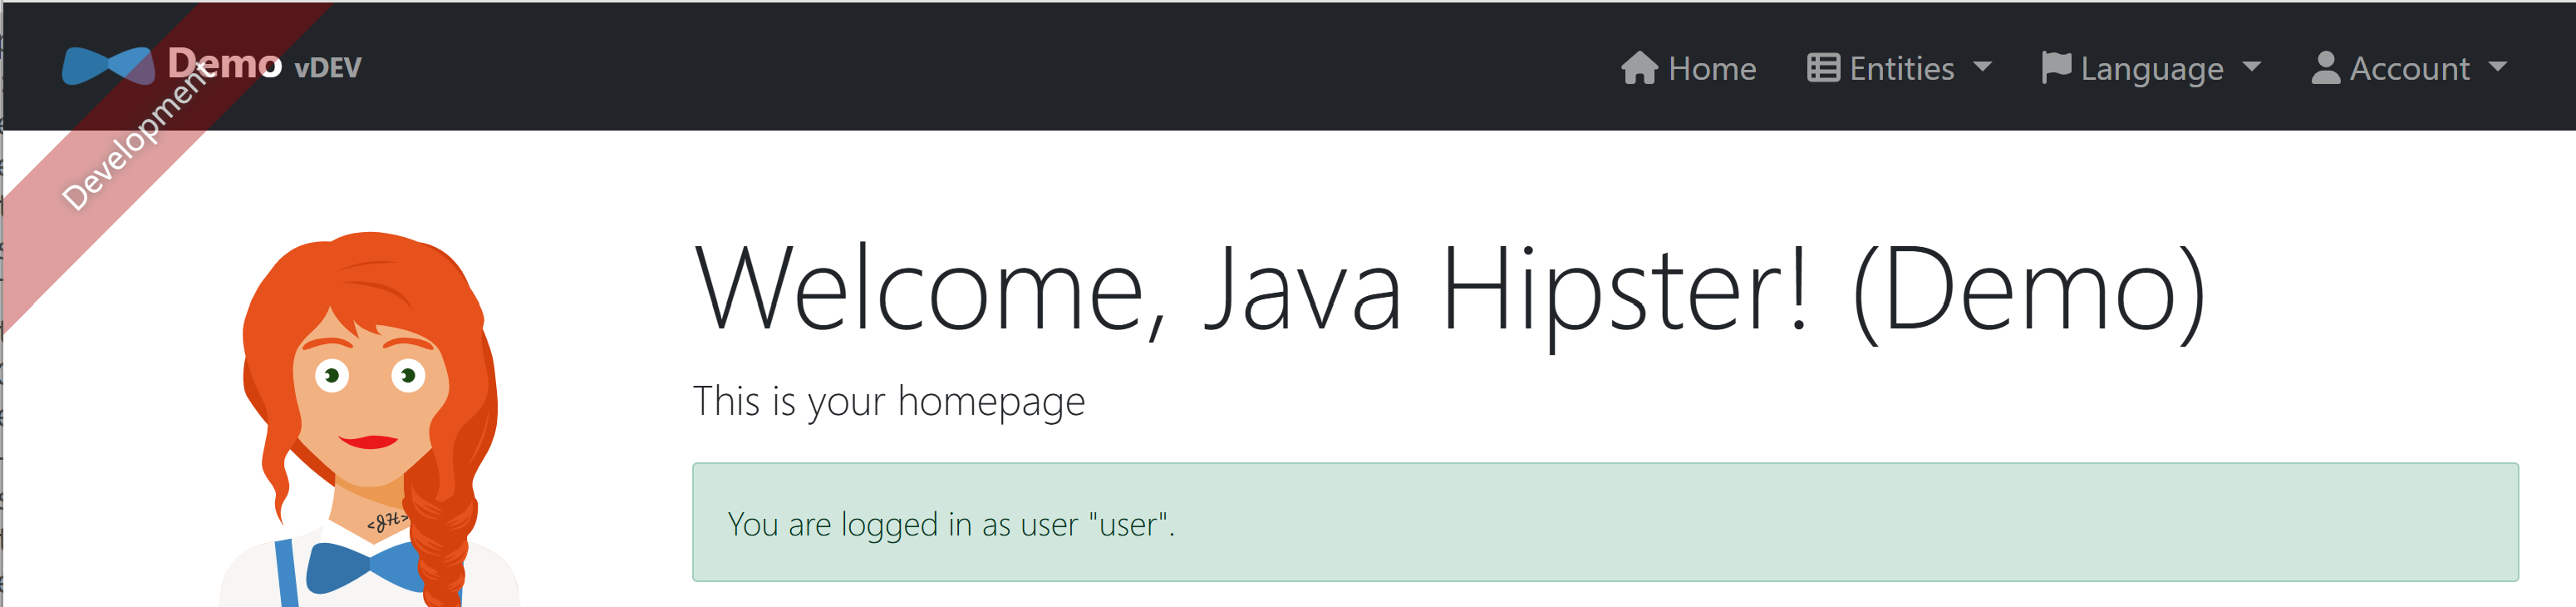 Demo vDEV
Home Entities Language Account
Development
Welcome, Java Hipster! (Demo)
This is your homepage
You are logged in as user "user".
<JH>